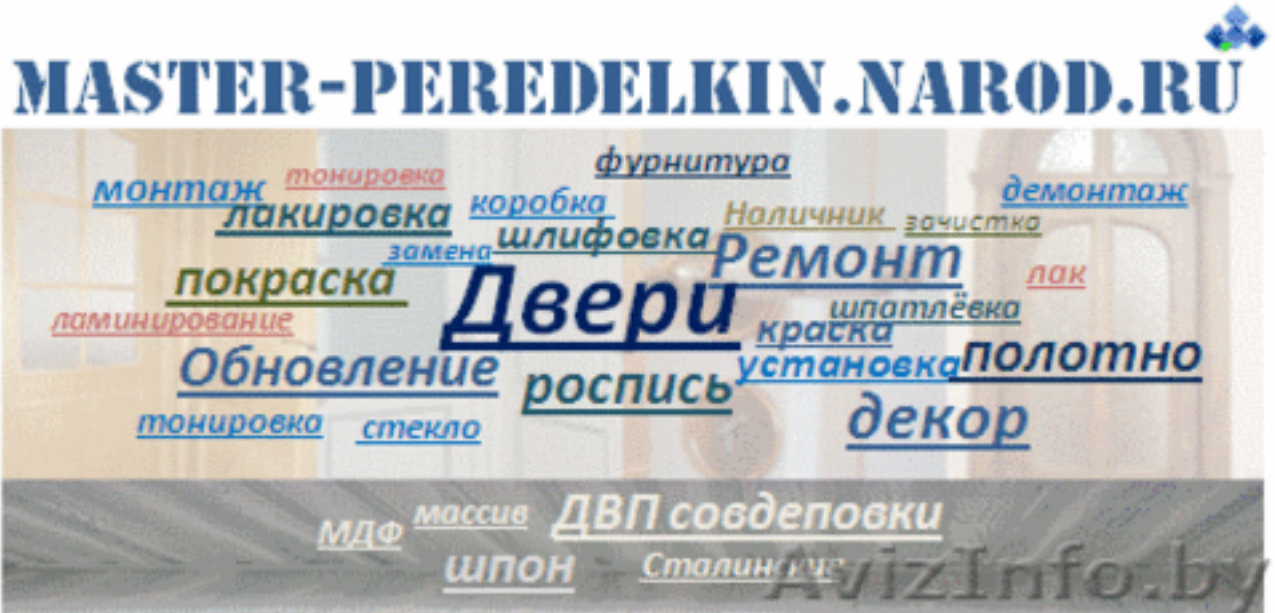 MASTER-PEREDELKIN.NAROD.RU
фурнитура
монтаж тонировка демонтаж
лакировка коробка Наличник зачистка
замена шлифовка Ремонт
покраска Двери лак
ламинирование шпатлёвка
краска
Обновление установка полотно
роспись декор
тонировка стекло
МДФ массив ДВП совдеповки
шпон Сталинские
AvizInfo.by